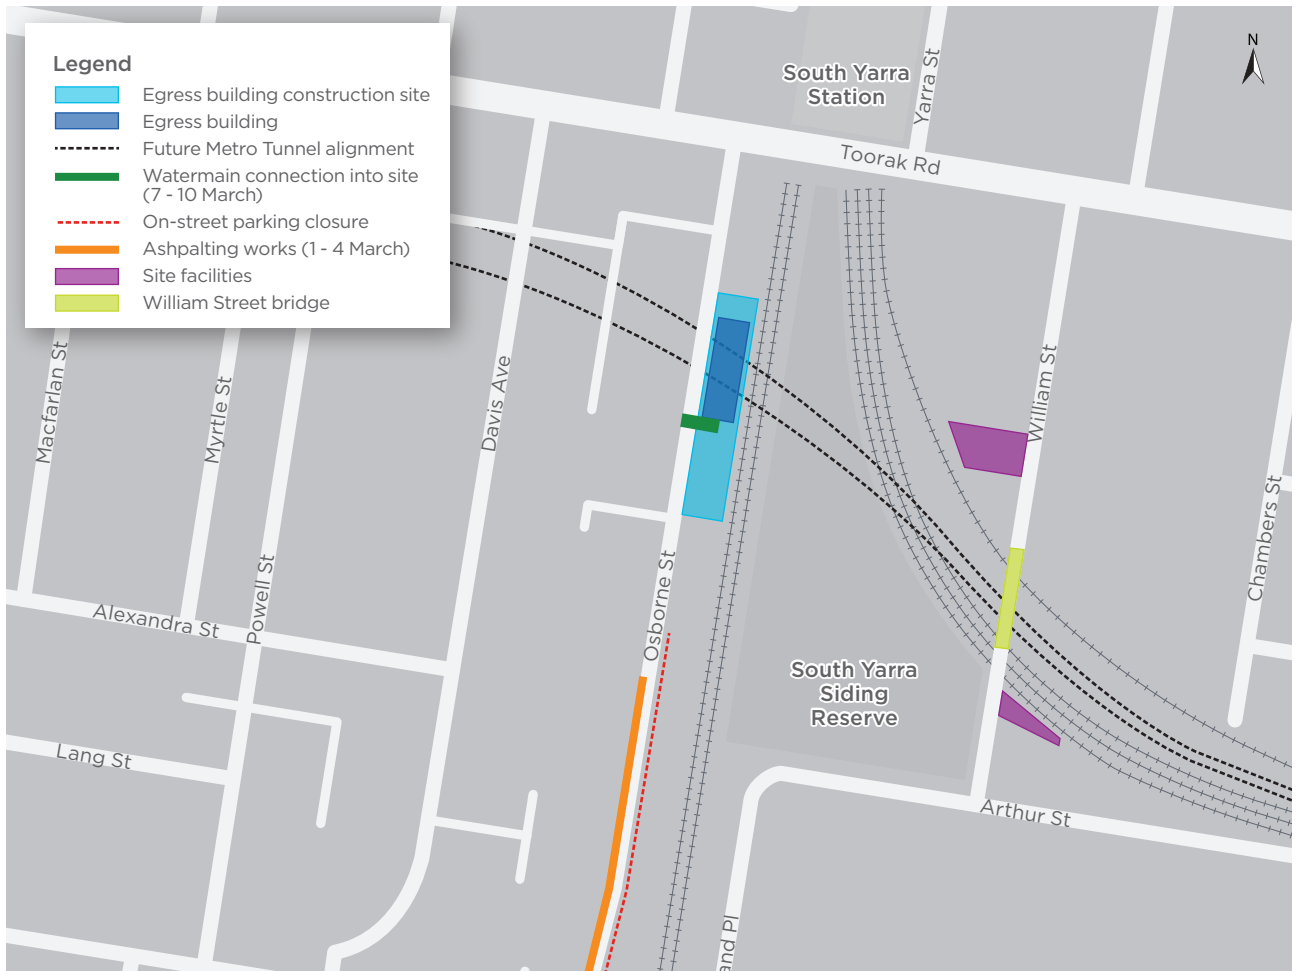 Legend
Egress building construction site
Egress building
Future Metro Tunnel alignment
Watermain connection into site
(7 - 10 March)
On-street parking closure
Ashpalting works (1 - 4 March)
Site facilities
William Street bridge
N
South Yarra
Station
Yarra St
Toorak Rd
Macfarlan St
Myrtle St
Davis Ave
William St
Chambers St
Powell St
Osborne St
Alexandra St
South Yarra
Siding
Reserve
Lang St
Arthur St
and Pl